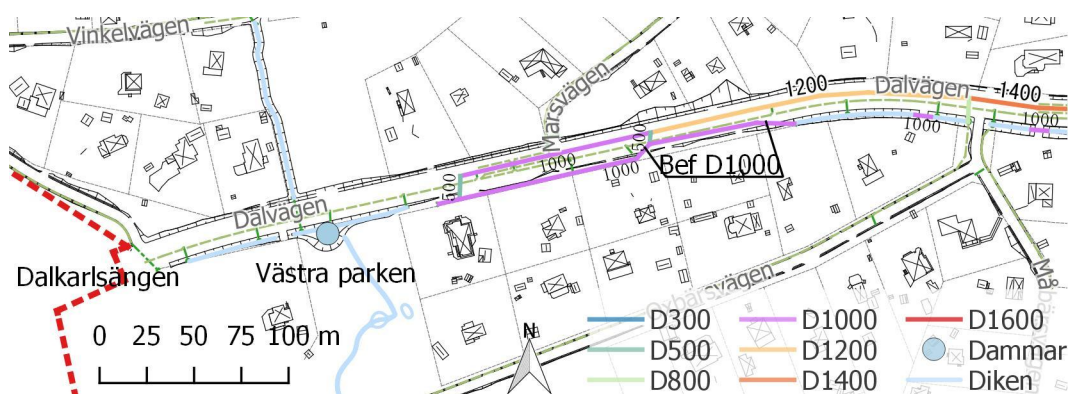 Vinkelvägen
Marsvägen
1200
Dalvägen
1400
1000
1000
500
1000
1000
Bef D1000
500
Dalvägen
Dalkarlsängen
Västra parken
Oxbärsvägen
Måbärsvägen
0 25 50 75 100 m
N
D300 D1000 D1600
D500 D1200 Dammar
D800 D1400 Diken